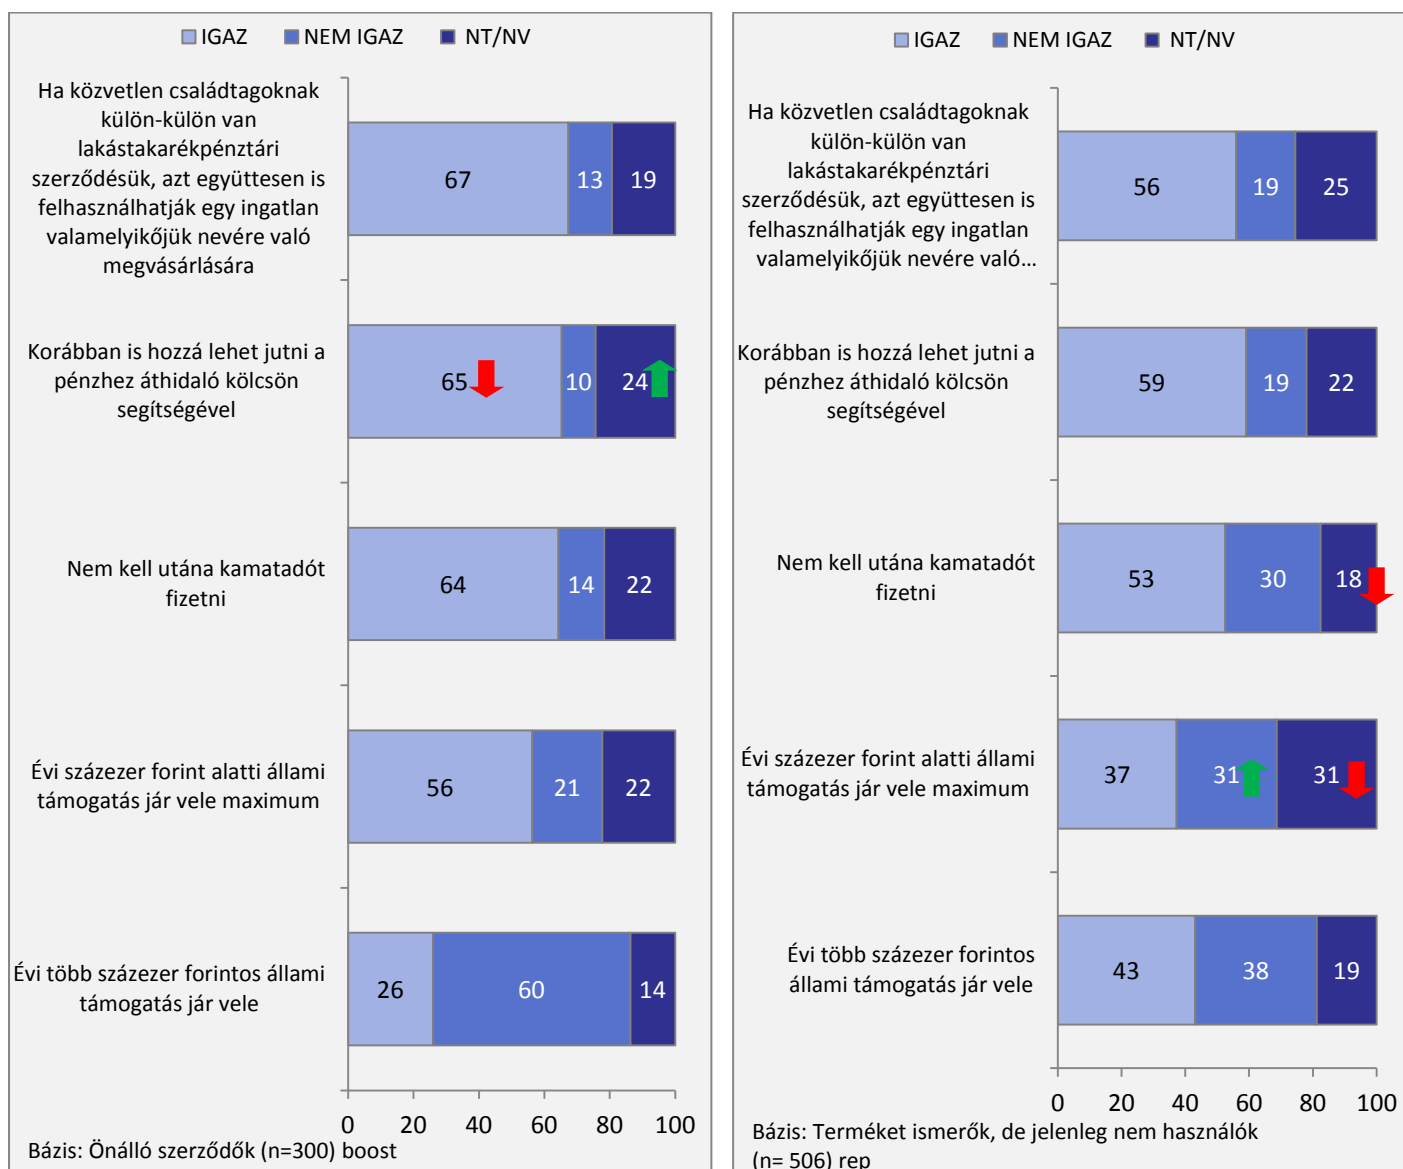 IGAZ NEM IGAZ NT/NV
Ha közvetlen családtagoknak
külön-külön van
lakástakarékpénztári
szerződésük, azt együttesen is
felhasználhatják egy ingatlan
valamelyikőjük nevére való
megvásárlására
67 13 19
Korábban is hozzá lehet jutni a
pénzhez áthidaló kölcsön
segítségével
65 10 24
Nem kell utána kamatadót
fizetni
64 14 22
Évi százezer forint alatti állami
támogatás jár vele maximum
56 21 22
Évi több százezer forintos állami
támogatás jár vele
26 60 14
0 20 40 60 80 100
Bázis: Önálló szerződők (n=300) boost
IGAZ NEM IGAZ NT/NV
Ha közvetlen családtagoknak
külön-külön van
lakástakarékpénztári
szerződésük, azt együttesen is
felhasználhatják egy ingatlan
valamelyikőjük nevére való...
56 19 25
Korábban is hozzá lehet jutni a
pénzhez áthidaló kölcsön
segítségével
59 19 22
Nem kell utána kamatadót
fizetni
53 30 18
Évi százezer forint alatti állami
támogatás jár vele maximum
37 31 31
Évi több százezer forintos
állami támogatás jár vele
43 38 19
0 20 40 60 80 100
Bázis: Terméket ismerők, de jelenleg nem használók
(n= 506) rep